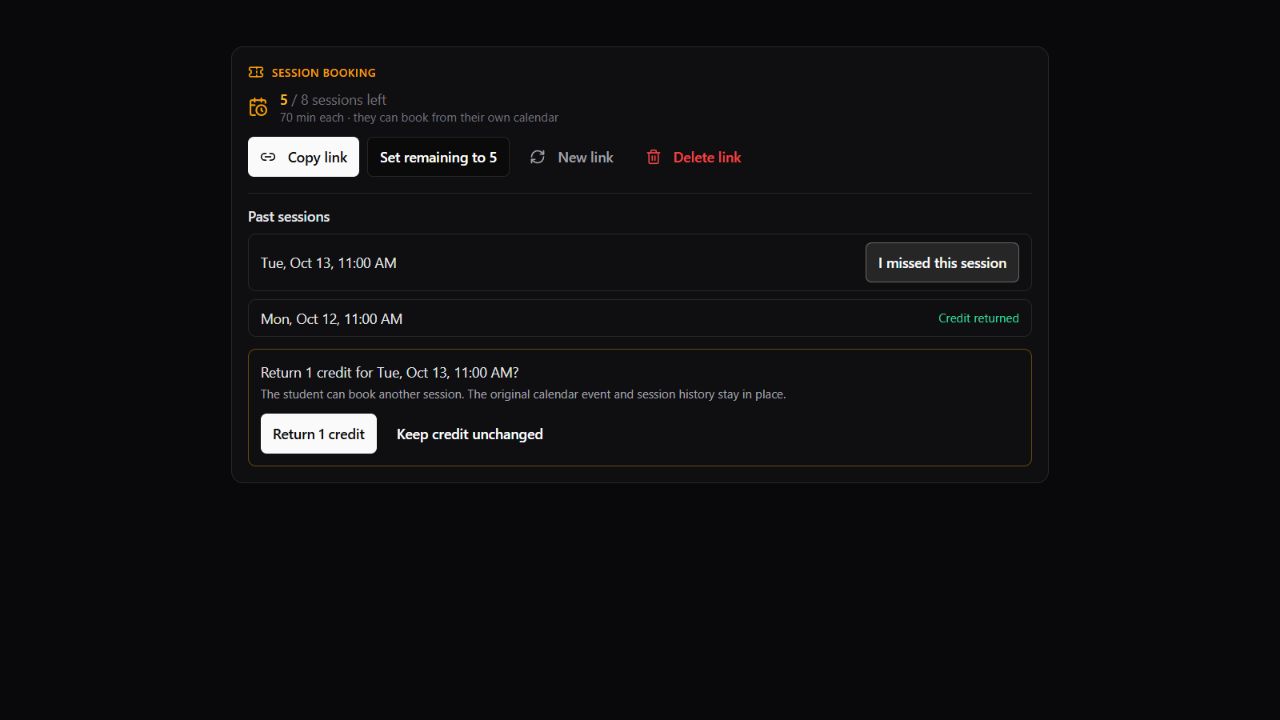 SESSION BOOKING
5 / 8 sessions left
70 min each · they can book from their own calendar
Copy link
Set remaining to 5
New link
Delete link
Past sessions
Tue, Oct 13, 11:00 AM
I missed this session
Mon, Oct 12, 11:00 AM
Credit returned
Return 1 credit for Tue, Oct 13, 11:00 AM?
The student can book another session. The original calendar event and session history stay in place.
Return 1 credit
Keep credit unchanged